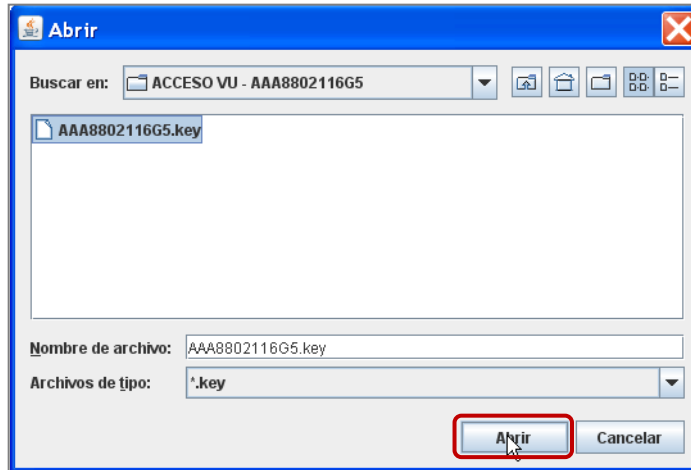 Abrir
Buscar en: ACCESO VU - AAA8802116G5
AAA8802116G5.key
Nombre de archivo: AAA8802116G5.key
Archivos de tipo: *.key
Abrir Cancelar